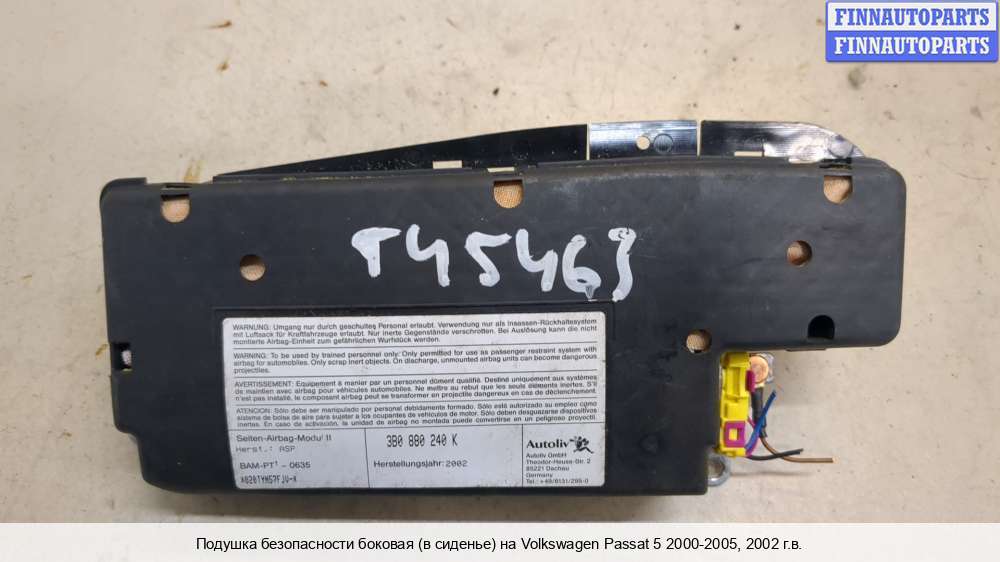 FINNAUTOPARTS
FINNAUTOPARTS
T45463
WARNUNG: Umgang nur durch geschultes Personal erlaubt. Verwendung nur als Insassen-Rückhaltesystem
mit Luftsack für Kraftfahrzeuge erlaubt. Nur inerte Gegenstände verschrotten. Bei Auslösung kann die nicht
montierte Airbag-Einheit zum gefährlichen Wurfstück werden.
WARNING: To be used by trained personnel only: Only permitted for use as passenger restraint system with
airbag for automobiles. Only scrap inert objects. On discharge, unmounted airbag units can become dangerous
projectiles.
AVERTISSEMENT: Equipement à manier par un personnel dûment qualifié. Destiné uniquement aux systèmes
de maintien avec airbag pour véhicules automobiles. Ne mettre au rebut que les seuls éléments inertes. S'il
n'est pas installé, le composant airbag peut se transformer en projectile dangereux en cas de déclenchement.
ATENCION: Sólo debe ser manipulado por personal debidamente formado. Sólo está autorizado su empleo como
sistema de bolsa de aire para sujetar a los ocupantes de vehículos de motor. Sólo deben desguazarse dispositivos
inertes. En caso de activación, la unidad de airbag no montada puede convertirse en un peligroso proyectil
Seiten-Airbag-Modul II
Herst.: ASP
BAM-PT¹ - 0635
3B0 880 240 K
Herstellungsjahr: 2002
Autoliv
Autoliv GmbH
Theodor-Heuss-Str. 2
85221 Dachau
Germany
Tel.: +49/8131/295-0
Подушка безопасности боковая (в сиденье) на Volkswagen Passat 5 2000-2005, 2002 г.в.